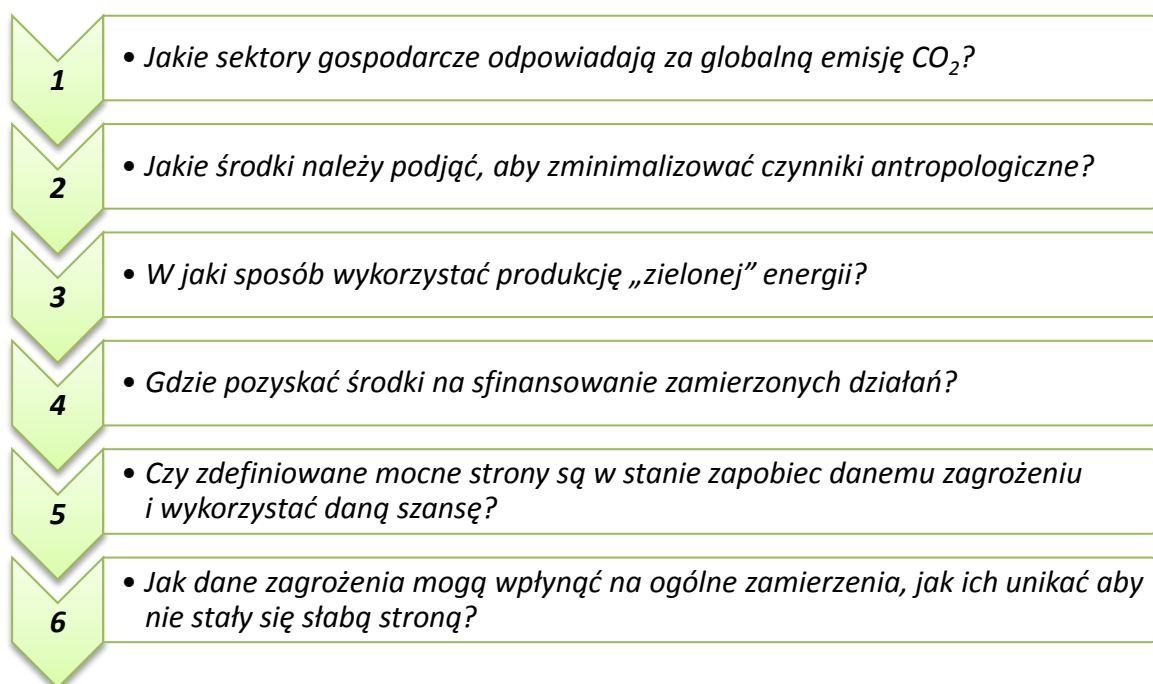 1
• Jakie sektory gospodarcze odpowiadają za globalną emisję CO₂?
2
• Jakie środki należy podjąć, aby zminimalizować czynniki antropologiczne?
3
• W jaki sposób wykorzystać produkcję „zielonej” energii?
4
• Gdzie pozyskać środki na sfinansowanie zamierzonych działań?
5
• Czy zdefiniowane mocne strony są w stanie zapobiec danemu zagrożeniu
i wykorzystać daną szansę?
6
• Jak dane zagrożenia mogą wpłynąć na ogólne zamierzenia, jak ich unikać aby
nie stały się słabą stroną?